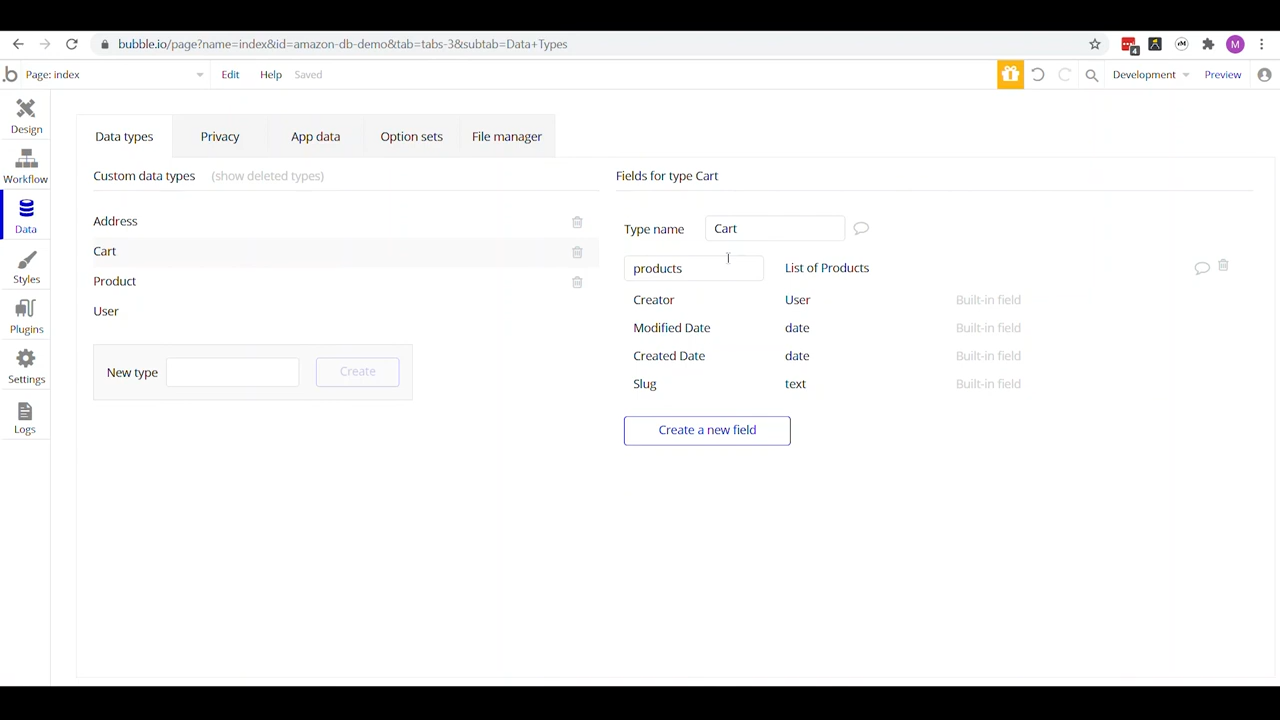 bubble.io/page?name=index&id=amazon-db-demo&tab=tabs-3&subtab=Data+Types
4
M
.b Page: index Edit Help Saved Development Preview
Design
Workflow
Data
Styles
Plugins
Settings
Logs
Data types Privacy App data Option sets File manager
Custom data types (show deleted types)
Address
Cart
Product
User
New type Create
Fields for type Cart
Type name Cart
products List of Products
Creator User Built-in field
Modified Date date Built-in field
Created Date date Built-in field
Slug text Built-in field
Create a new field